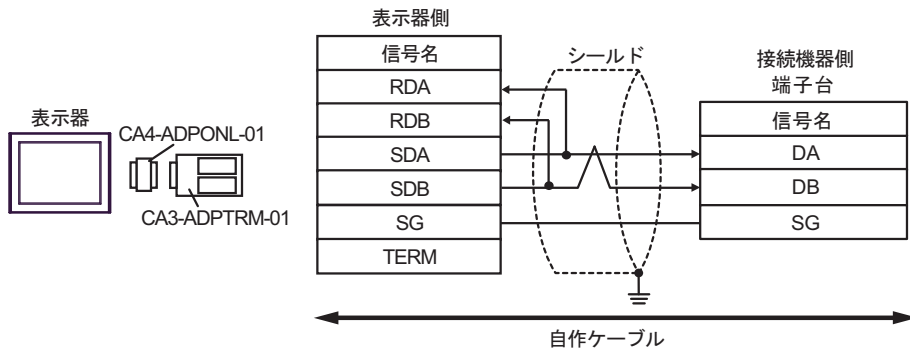 表示器
CA4-ADPONL-01
CA3-ADPTRM-01
表示器側
信号名
RDA
RDB
SDA
SDB
SG
TERM
シールド
接続機器側
端子台
信号名
DA
DB
SG
自作ケーブル